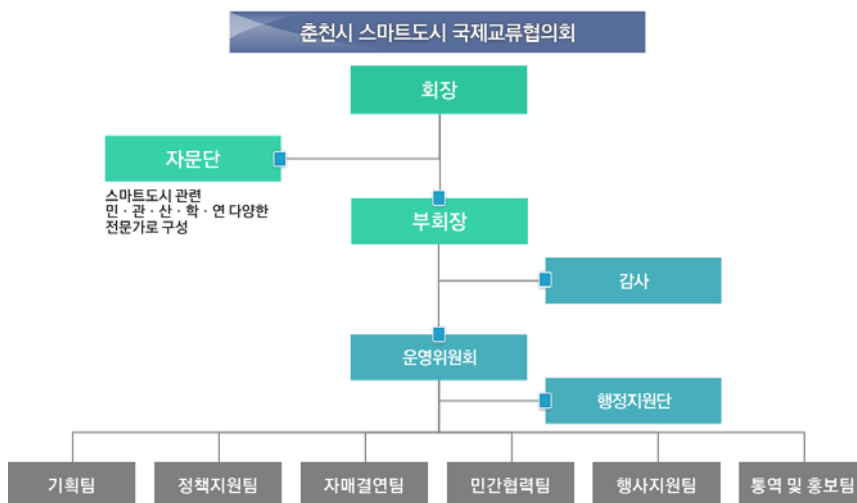 춘천시 스마트도시 국제교류협의회
회장
자문단
스마트도시 관련
민·관·산·학·연 다양한
전문가로 구성
부회장
감사
운영위원회
행정지원단
기획팀
정책지원팀
자매결연팀
민간협력팀
행사지원팀
통역 및 홍보팀